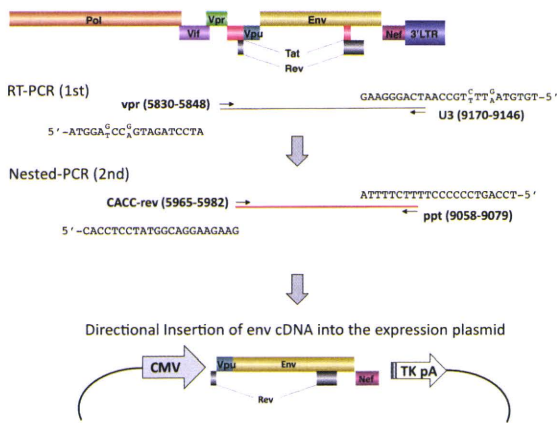 Pol
Vpr
Env
Vif
Vpu
Nef
3'LTR
Tat
Rev
RT-PCR (1st)
vpr (5830-5848)
GAAGGGACTAACCGTCTTTGAATGTGT-5'
U3 (9170-9146)
5'-ATGGAGTCCGAGTAGATCCTA
Nested-PCR (2nd)
CACC-rev (5965-5982)
ATTTTCTTTTCCCCCCTGACCT-5'
ppt (9058-9079)
5'-CACCTCCTATGGCAGGAAGAAG
Directional Insertion of env cDNA into the expression plasmid
CMV
Vpu
Env
Nef
TK pA
Rev